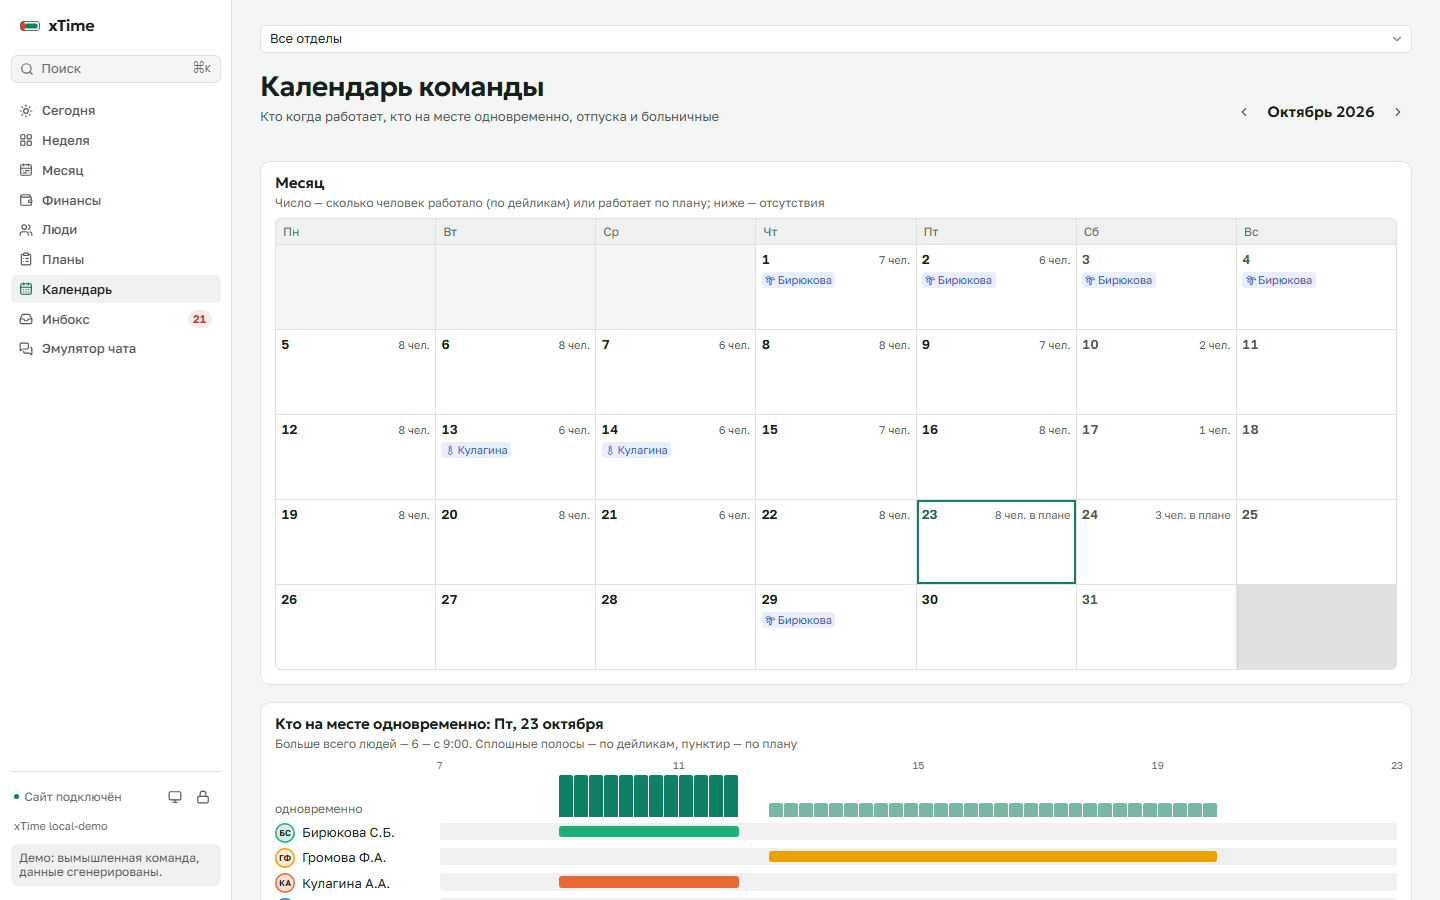 xTime
Поиск ⌘K
Сегодня
Неделя
Месяц
Финансы
Люди
Планы
Календарь
Инбокс 21
Эмулятор чата
Сайт подключён
xTime local-demo
Демо: вымышленная команда,
данные сгенерированы.
Все отделы
Календарь команды
Кто когда работает, кто на месте одновременно, отпуска и больничные
Октябрь 2026
Месяц
Число — сколько человек работало (по дейликам) или работает по плану; ниже — отсутствия
Пн Вт Ср Чт Пт Сб Вс
1 7 чел. 2 6 чел. 3 4
Бирюкова Бирюкова Бирюкова Бирюкова
5 8 чел. 6 8 чел. 7 6 чел. 8 8 чел. 9 7 чел. 10 2 чел. 11
12 8 чел. 13 6 чел. 14 6 чел. 15 7 чел. 16 8 чел. 17 1 чел. 18
Кулагина Кулагина
19 8 чел. 20 8 чел. 21 6 чел. 22 8 чел. 23 8 чел. в плане 24 3 чел. в плане 25
26 27 28 29 30 31
Бирюкова
Кто на месте одновременно: Пт, 23 октября
Больше всего людей — 6 — с 9:00. Сплошные полосы — по дейликам, пунктир — по плану
7 11 15 19 23
одновременно
БС Бирюкова С.Б.
ГФ Громова Ф.А.
КА Кулагина А.А.